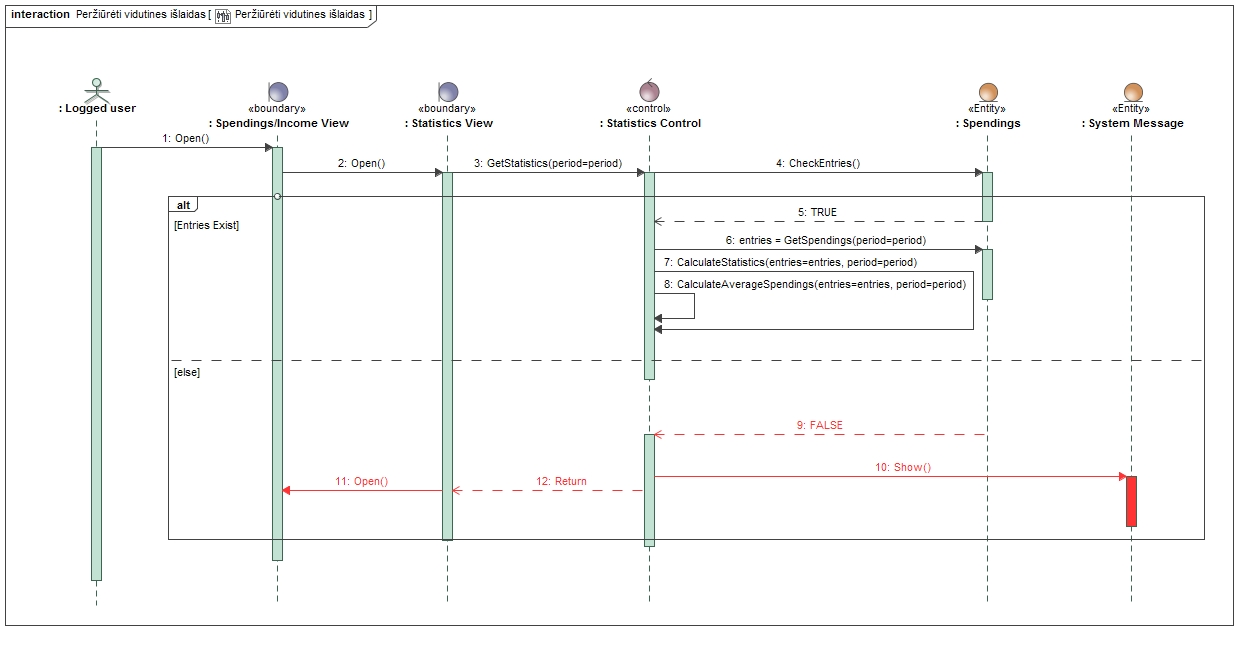 interaction Peržiūrėti vidutines išlaidas [ Peržiūrėti vidutines išlaidas ]
: Logged user
«boundary»
: Spendings/Income View
«boundary»
: Statistics View
«control»
: Statistics Control
«Entity»
: Spendings
«Entity»
: System Message
1: Open()
2: Open()
3: GetStatistics(period=period)
4: CheckEntries()
alt
[Entries Exist]
5: TRUE
6: entries = GetSpendings(period=period)
7: CalculateStatistics(entries=entries, period=period)
8: CalculateAverageSpendings(entries=entries, period=period)
[else]
9: FALSE
10: Show()
11: Open()
12: Return